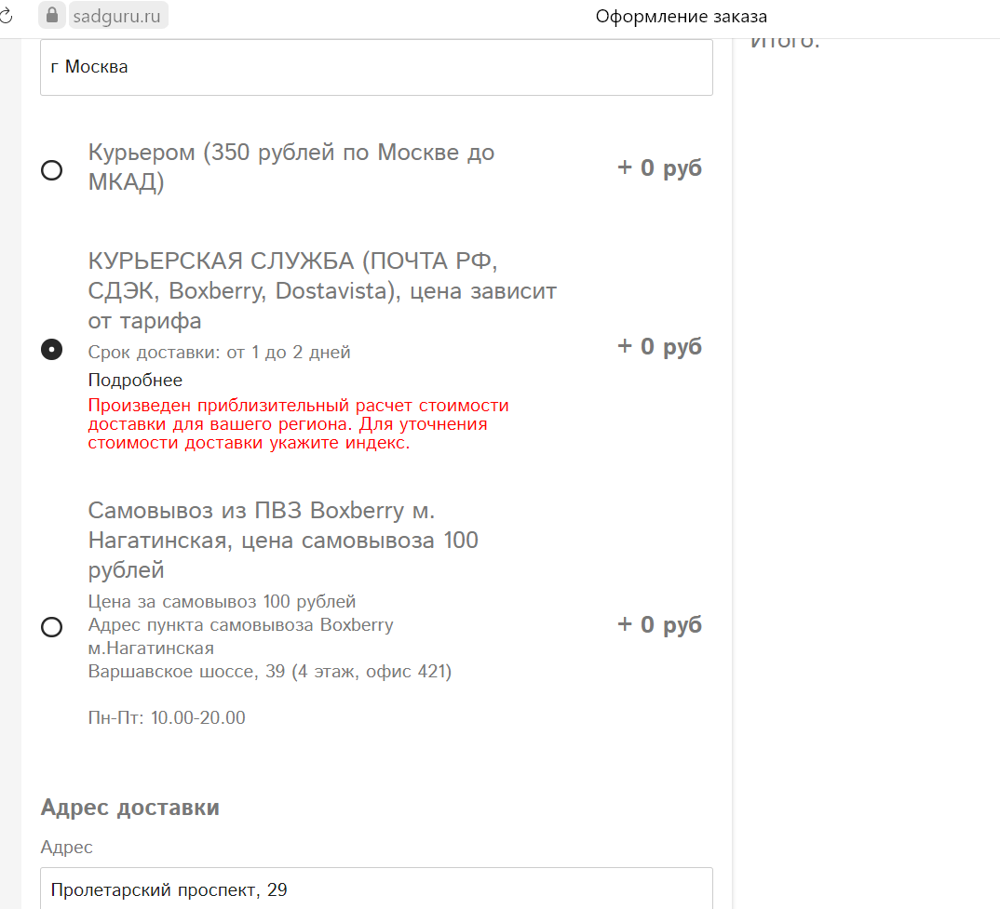 sadguru.ru
Оформление заказа
Итого:
г Москва
Курьером (350 рублей по Москве до
МКАД)
+ 0 руб
КУРЬЕРСКАЯ СЛУЖБА (ПОЧТА РФ,
СДЭК, Boxberry, Dostavista), цена зависит
от тарифа
Срок доставки: от 1 до 2 дней
+ 0 руб
Подробнее
Произведен приблизительный расчет стоимости
доставки для вашего региона. Для уточнения
стоимости доставки укажите индекс.
Самовывоз из ПВЗ Boxberry м.
Нагатинская, цена самовывоза 100
рублей
Цена за самовывоз 100 рублей
Адрес пункта самовывоза Boxberry
+ 0 руб
м.Нагатинская
Варшавское шоссе, 39 (4 этаж, офис 421)
Пн-Пт: 10.00-20.00
Адрес доставки
Адрес
Пролетарский проспект, 29